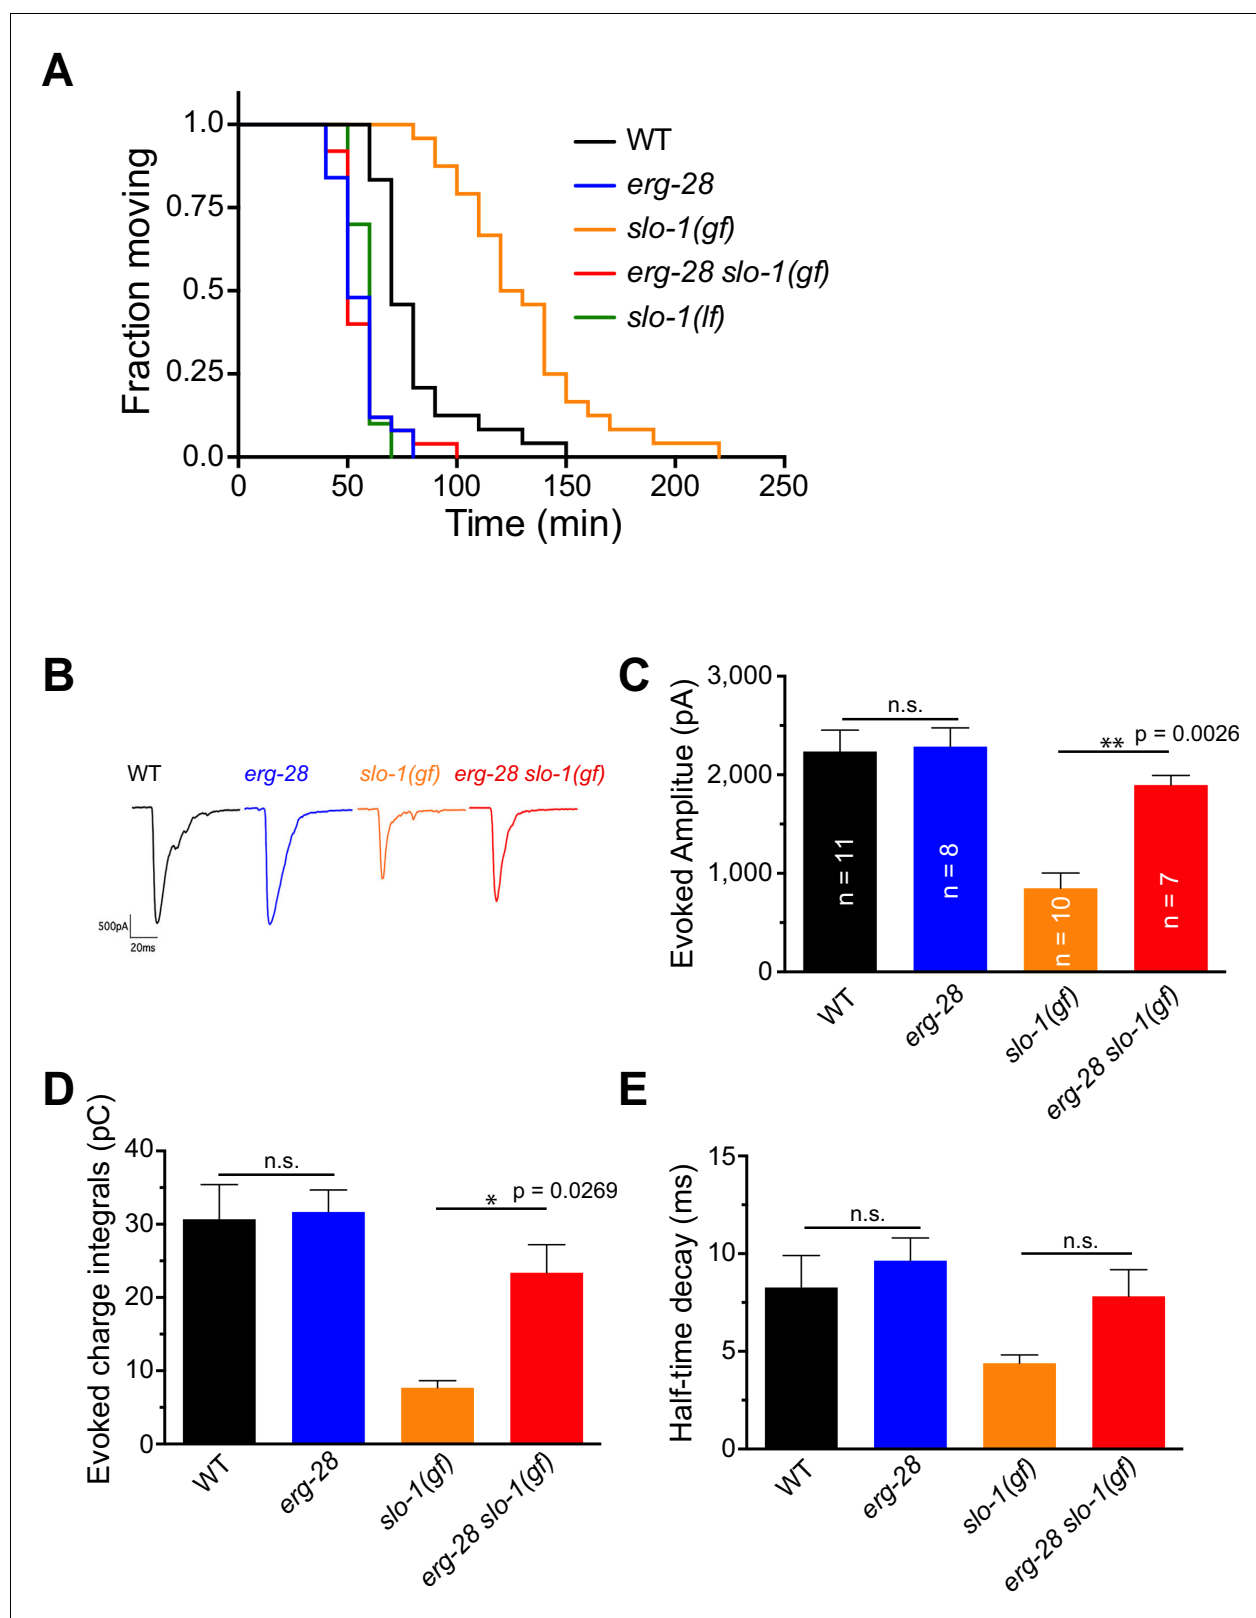 A
Fraction moving
1.0
0.75
0.5
0.25
0.0
0
50
100
150
200
250
Time (min)
WT
erg-28
slo-1(gf)
erg-28 slo-1(gf)
slo-1(lf)
B
WT
erg-28
slo-1(gf)
erg-28 slo-1(gf)
500pA
20ms
C
Evoked Amplitue (pA)
3,000
2,000
1,000
0
n.s.
** p = 0.0026
n = 11
n = 8
n = 10
n = 7
WT
erg-28
slo-1(gf)
erg-28 slo-1(gf)
D
Evoked charge integrals (pC)
40
30
20
10
0
n.s.
* p = 0.0269
WT
erg-28
slo-1(gf)
erg-28 slo-1(gf)
E
Half-time decay (ms)
15
10
5
0
n.s.
n.s.
WT
erg-28
slo-1(gf)
erg-28 slo-1(gf)